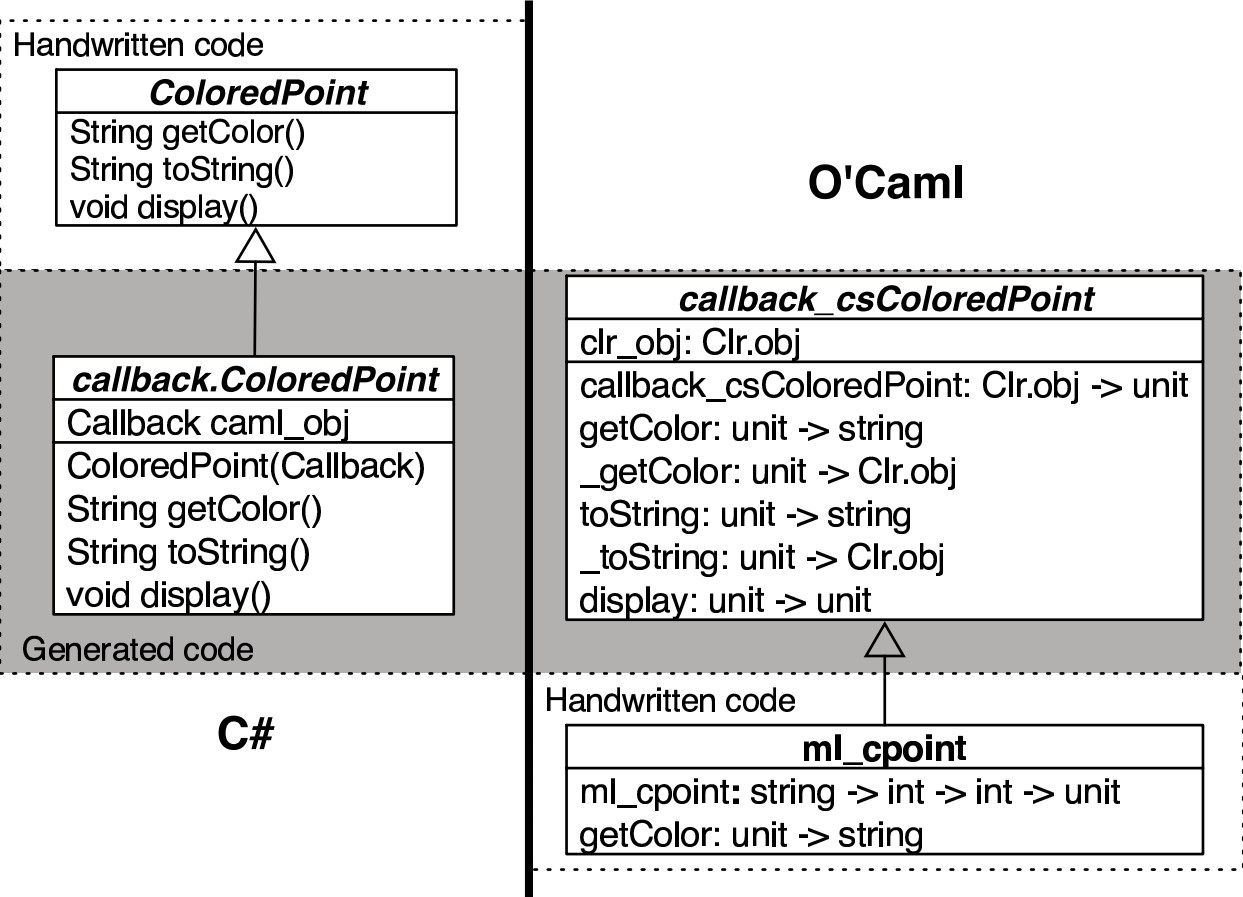 Handwritten code
ColoredPoint
String getColor()
String toString()
void display()
callback.ColoredPoint
Callback caml_obj
ColoredPoint(Callback)
String getColor()
String toString()
void display()
Generated code
C#
O'Caml
callback_csColoredPoint
clr_obj: Clr.obj
callback_csColoredPoint: Clr.obj -> unit
getColor: unit -> string
_getColor: unit -> Clr.obj
toString: unit -> string
_toString: unit -> Clr.obj
display: unit -> unit
Handwritten code
ml_cpoint
ml_cpoint: string -> int -> int -> unit
getColor: unit -> string